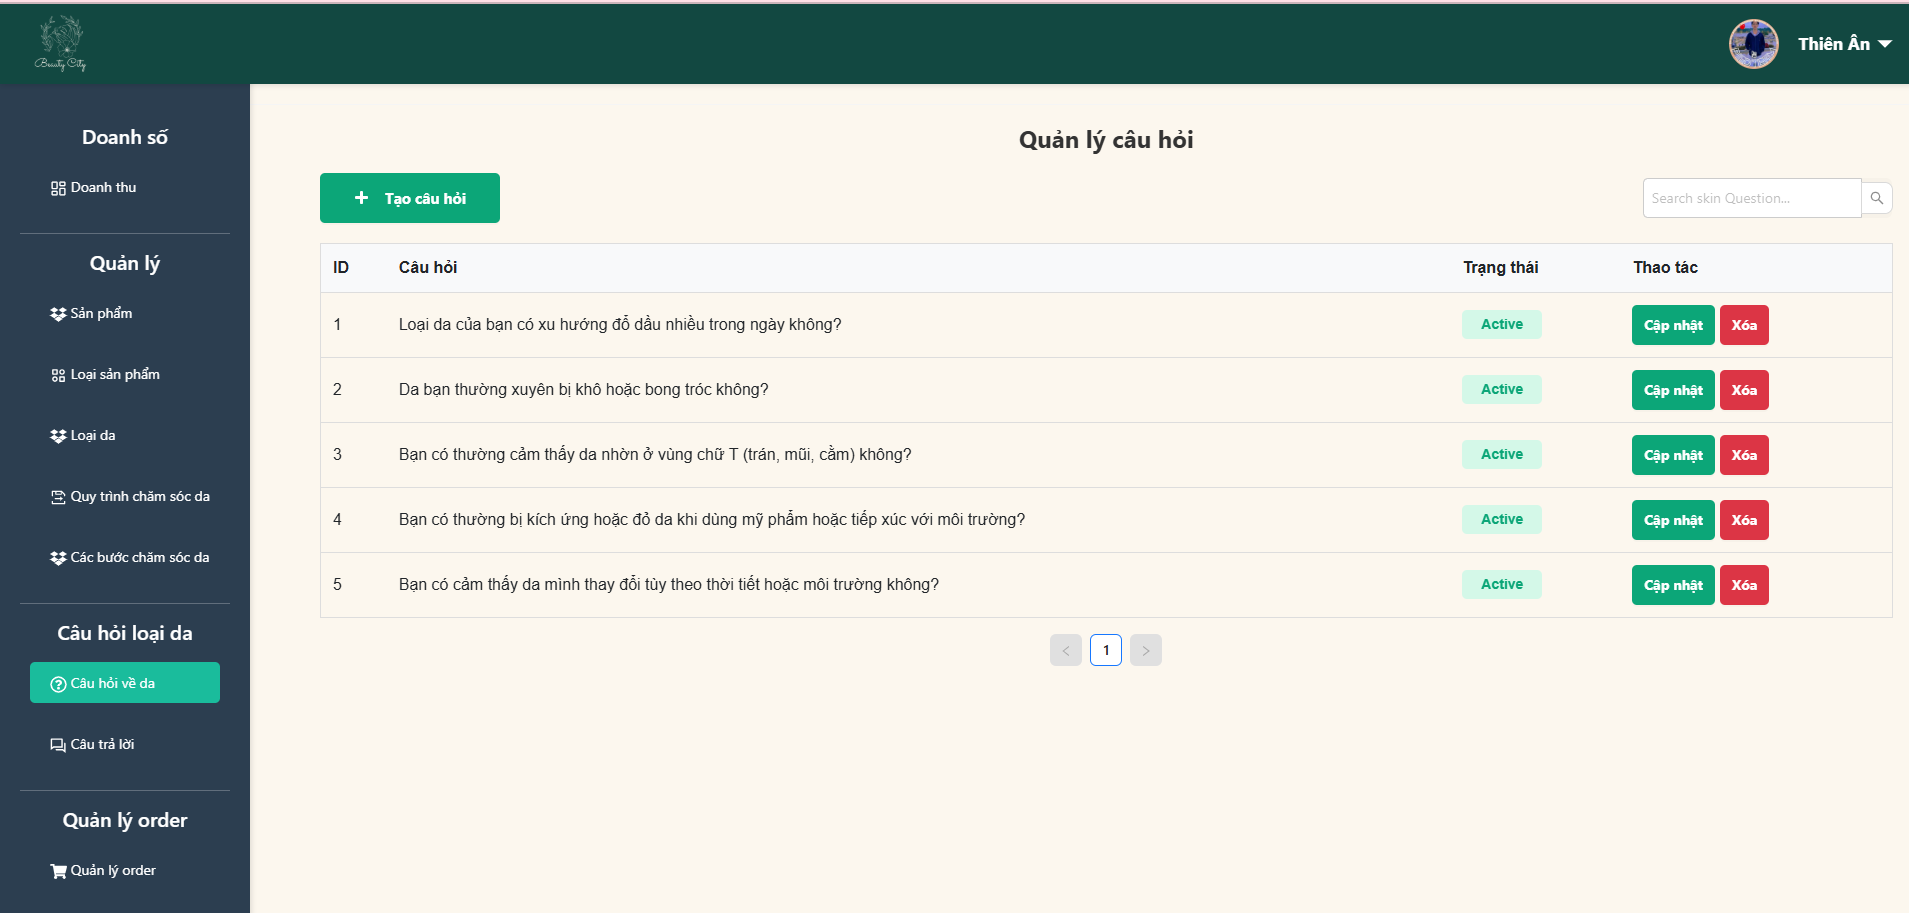 Beauty City
Thiên Ân
Doanh số
Doanh thu
Quản lý
Sản phẩm
Loại sản phẩm
Loại da
Quy trình chăm sóc da
Các bước chăm sóc da
Câu hỏi loại da
Câu hỏi về da
Câu trả lời
Quản lý order
Quản lý order
Quản lý câu hỏi
+ Tạo câu hỏi
Search skin Question...
ID Câu hỏi Trạng thái Thao tác
1 Loại da của bạn có xu hướng đổ dầu nhiều trong ngày không? Active Cập nhật Xóa
2 Da bạn thường xuyên bị khô hoặc bong tróc không? Active Cập nhật Xóa
3 Bạn có thường cảm thấy da nhờn ở vùng chữ T (trán, mũi, cằm) không? Active Cập nhật Xóa
4 Bạn có thường bị kích ứng hoặc đỏ da khi dùng mỹ phẩm hoặc tiếp xúc với môi trường? Active Cập nhật Xóa
5 Bạn có cảm thấy da mình thay đổi tùy theo thời tiết hoặc môi trường không? Active Cập nhật Xóa
< 1 >